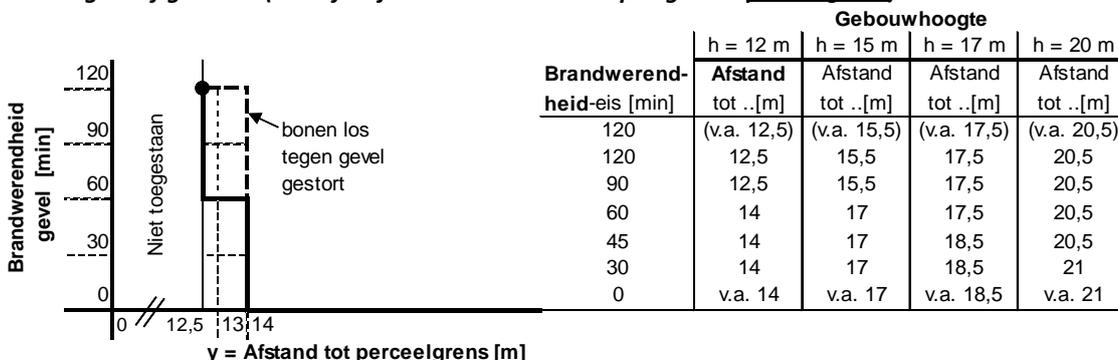 Gebouwhoogte
h = 12 m h = 15 m h = 17 m h = 20 m
Brandwerend- Afstand Afstand Afstand Afstand
heid-eis [min] tot ..[m] tot ..[m] tot ..[m] tot ..[m]
120 (v.a. 12,5) (v.a. 15,5) (v.a. 17,5) (v.a. 20,5)
120 12,5 15,5 17,5 20,5
90 12,5 15,5 17,5 20,5
60 14 17 17,5 20,5
45 14 17 18,5 20,5
30 14 17 18,5 21
0 v.a. 14 v.a. 17 v.a. 18,5 v.a. 21
Brandwerendheid
gevel [min]
120
90
60
30
0
Niet toegestaan
bonen los
tegen gevel
gestort
0 12,5 13 14
y = Afstand tot perceelgrens [m]